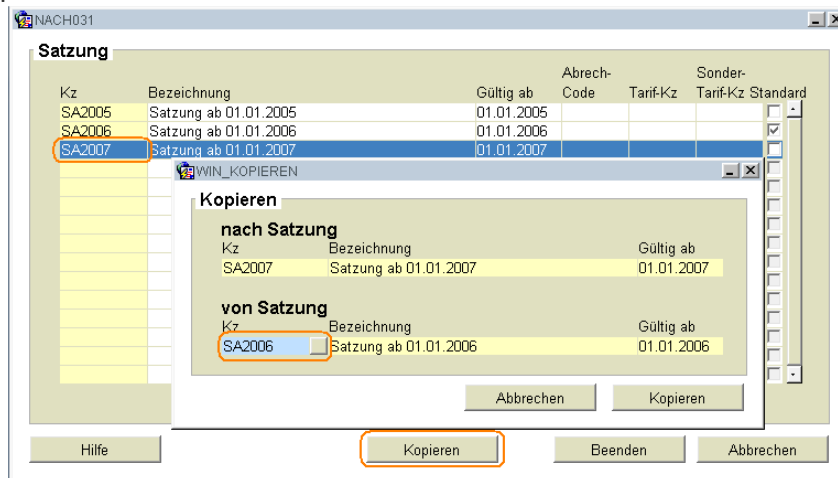 NACH031
Satzung
Abrech- Sonder-
Kz Bezeichnung Gültig ab Code Tarif-Kz Tarif-Kz Standard
SA2005 Satzung ab 01.01.2005 01.01.2005
SA2006 Satzung ab 01.01.2006 01.01.2006
SA2007 Satzung ab 01.01.2007 01.01.2007
WIN_KOPIEREN
Kopieren
nach Satzung
Kz Bezeichnung Gültig ab
SA2007 Satzung ab 01.01.2007 01.01.2007
von Satzung
Kz Bezeichnung Gültig ab
SA2006 Satzung ab 01.01.2006 01.01.2006
Abbrechen Kopieren
Hilfe Kopieren Beenden Abbrechen